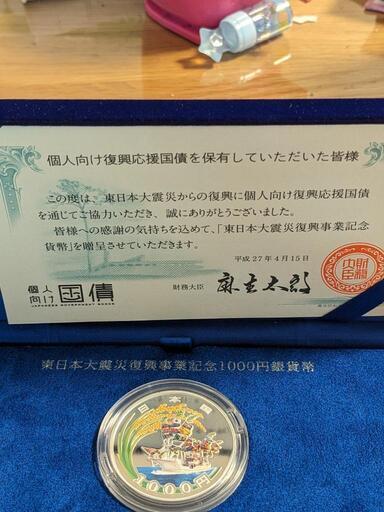 個人向け復興応援国債を保有していただいた皆様
この度は、東日本大震災からの復興に個人向け復興応援国債
を通じてご協力いただき、誠にありがとうございました。
皆様への感謝の気持ちを込めて、「東日本大震災復興事業記念
貨幣」を贈呈させていただきます。
平成27年4月15日
個人
向け
国債
JAPANESE GOVERNMENT BONDS
財務大臣
麻生太郎
東日本大震災復興事業記念1000円銀貨幣
日本国
1000円